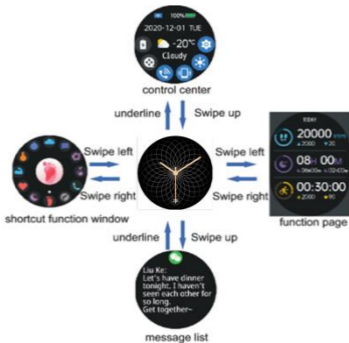 100%
2020-12-01 TUE
-20°C
Cloudy
control center
underline Swipe up
Swipe left Swipe left
Swipe right Swipe right
shortcut function window
20000
2000
08H 00M
00:30:00
2000
function page
underline Swipe up
Liu Ke:
Let's have dinner
tonight. I haven't
seen each other for
so long.
Get together~
message list